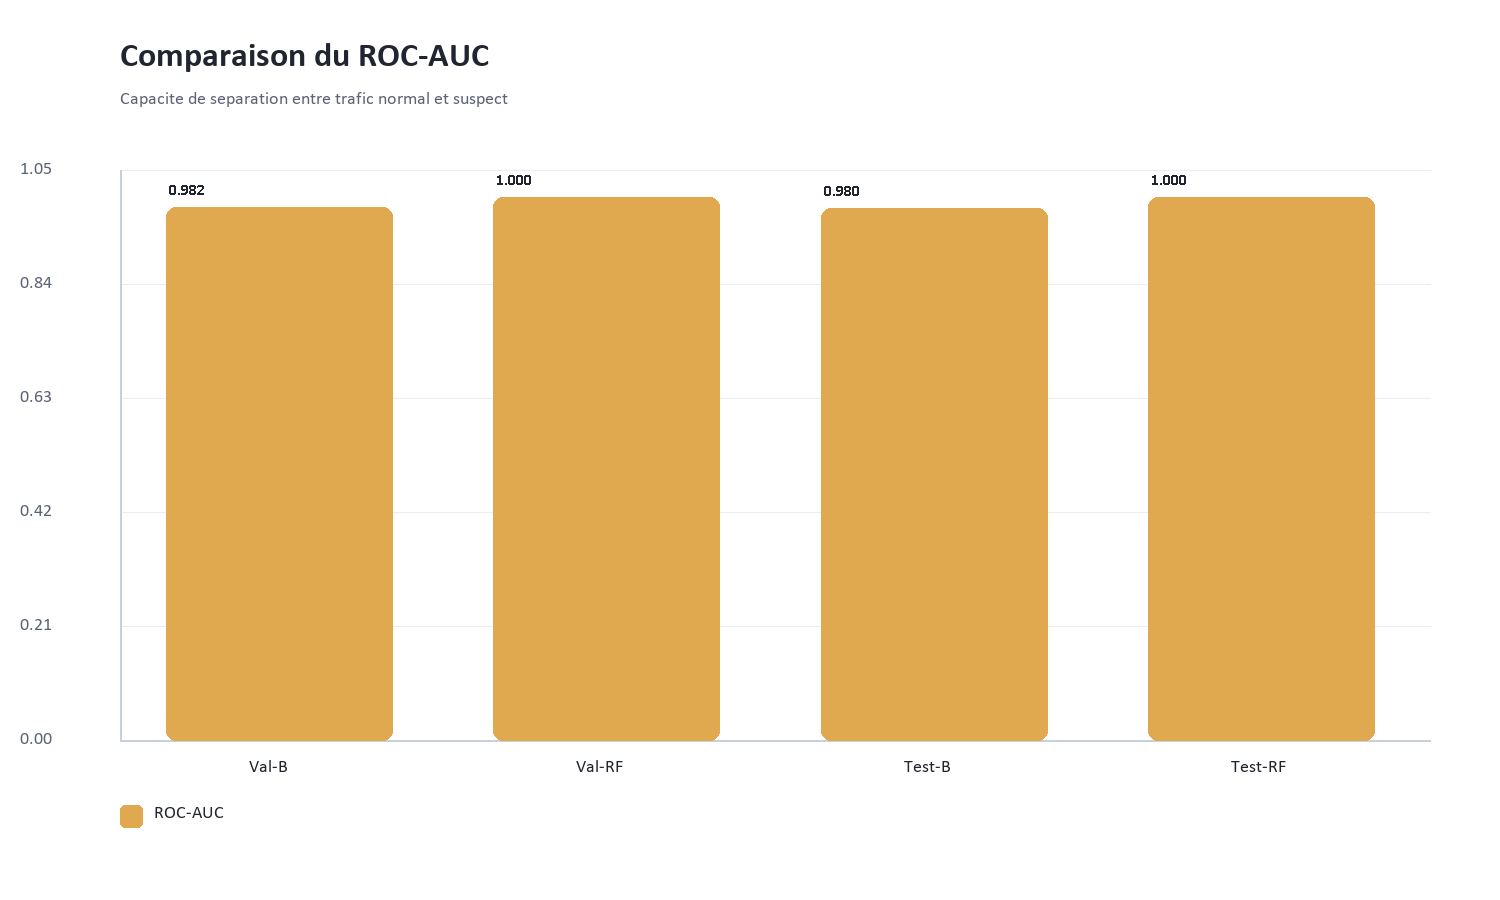 Comparaison du ROC-AUC
Capacite de separation entre trafic normal et suspect
1.05
0.84
0.63
0.42
0.21
0.00
0.982
1.000
0.980
1.000
Val-B
Val-RF
Test-B
Test-RF
ROC-AUC